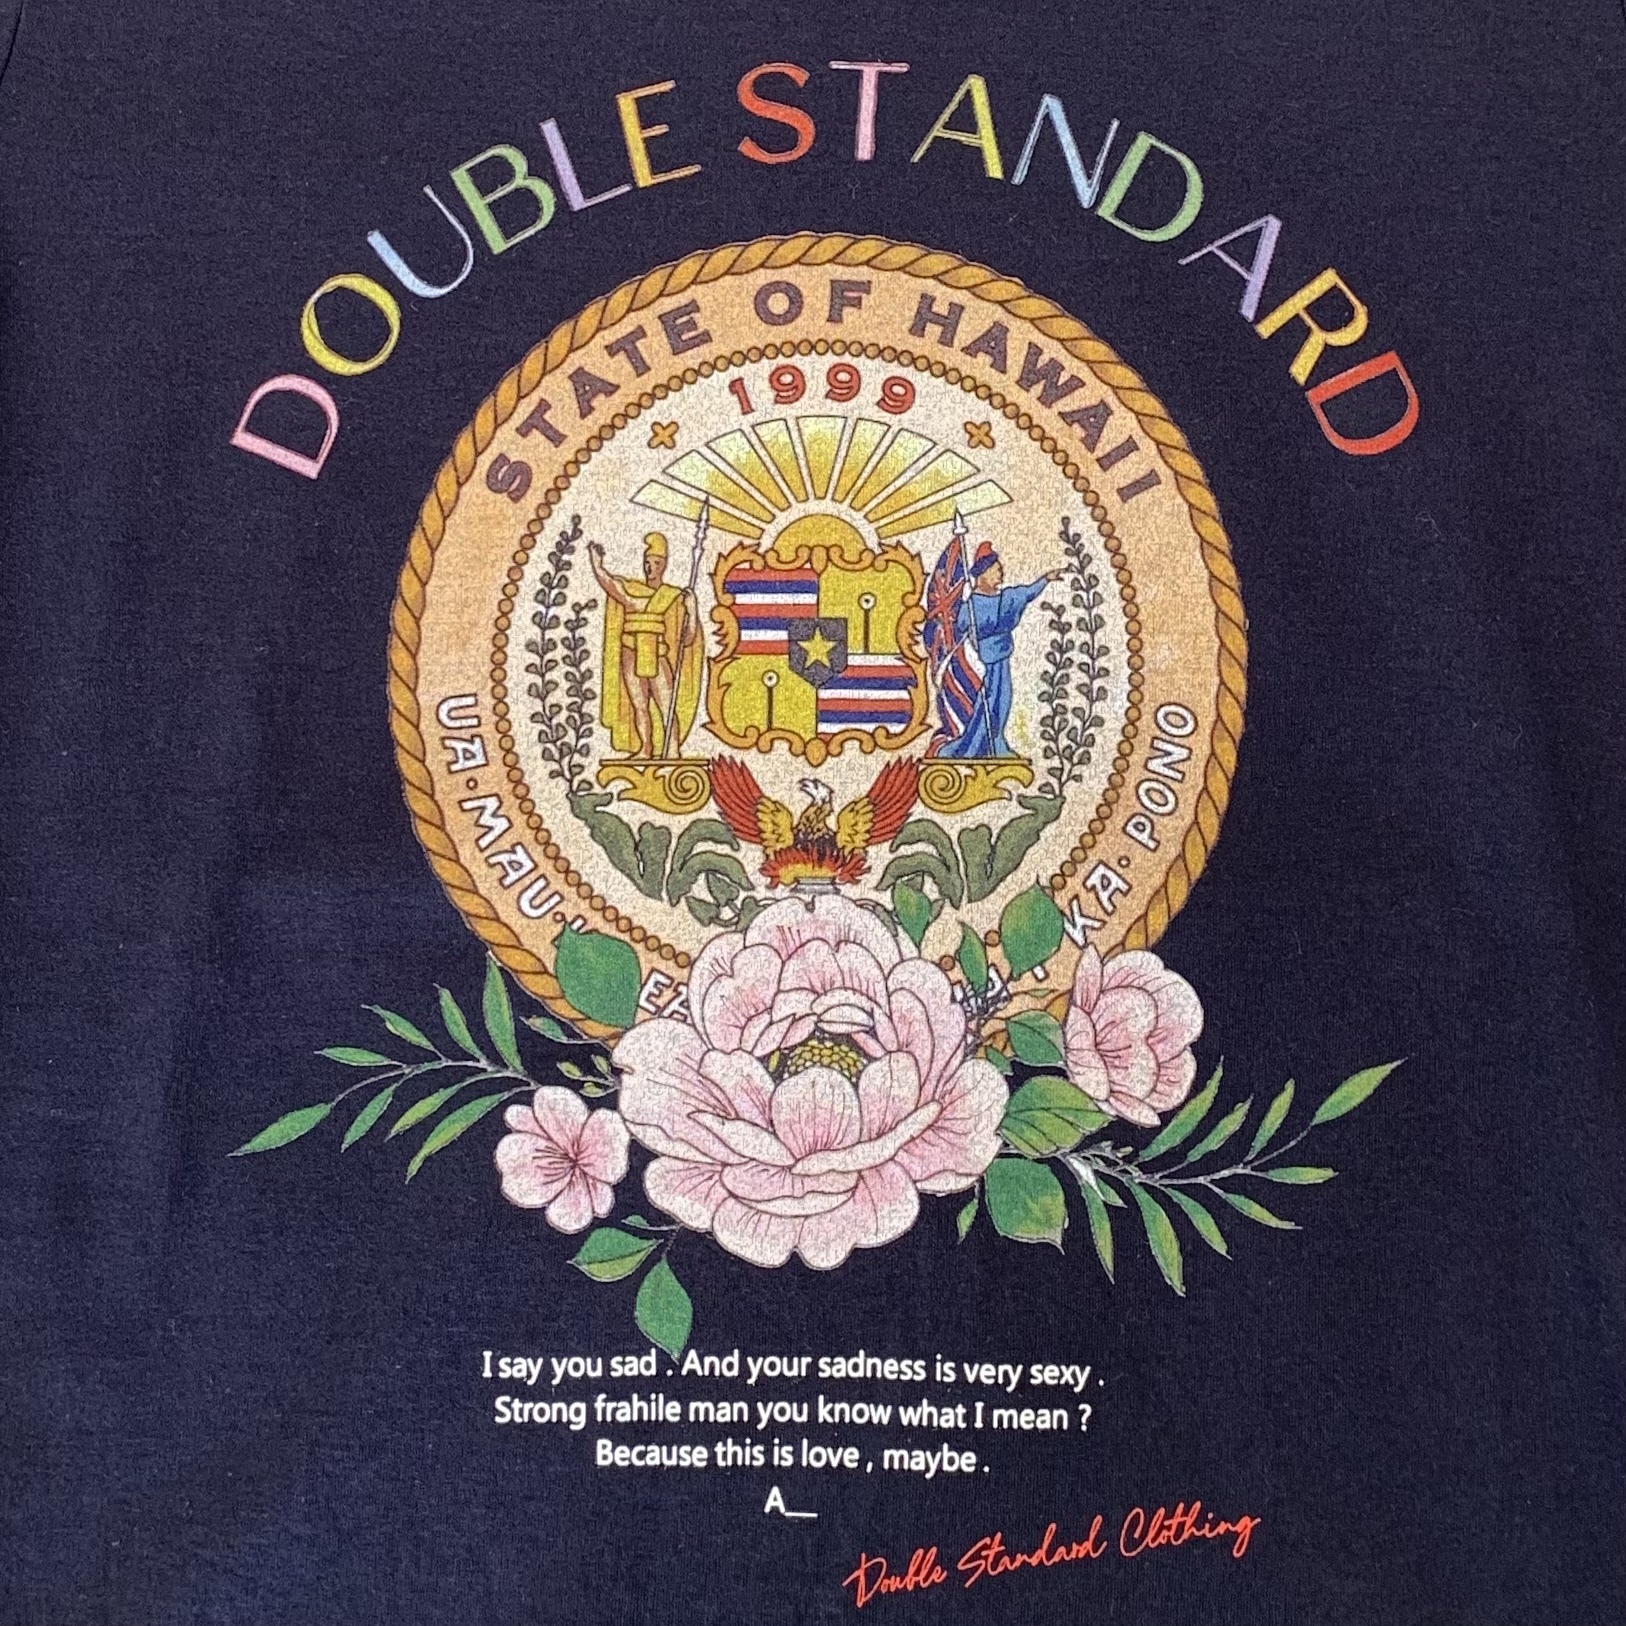 DOUBLE STANDARD
STATE OF HAWAII
1999
UA · MAU ·
KA · PONO
I say you sad . And your sadness is very sexy .
Strong frahile man you know what I mean ?
Because this is love , maybe .
A__
Double Standard Clothing